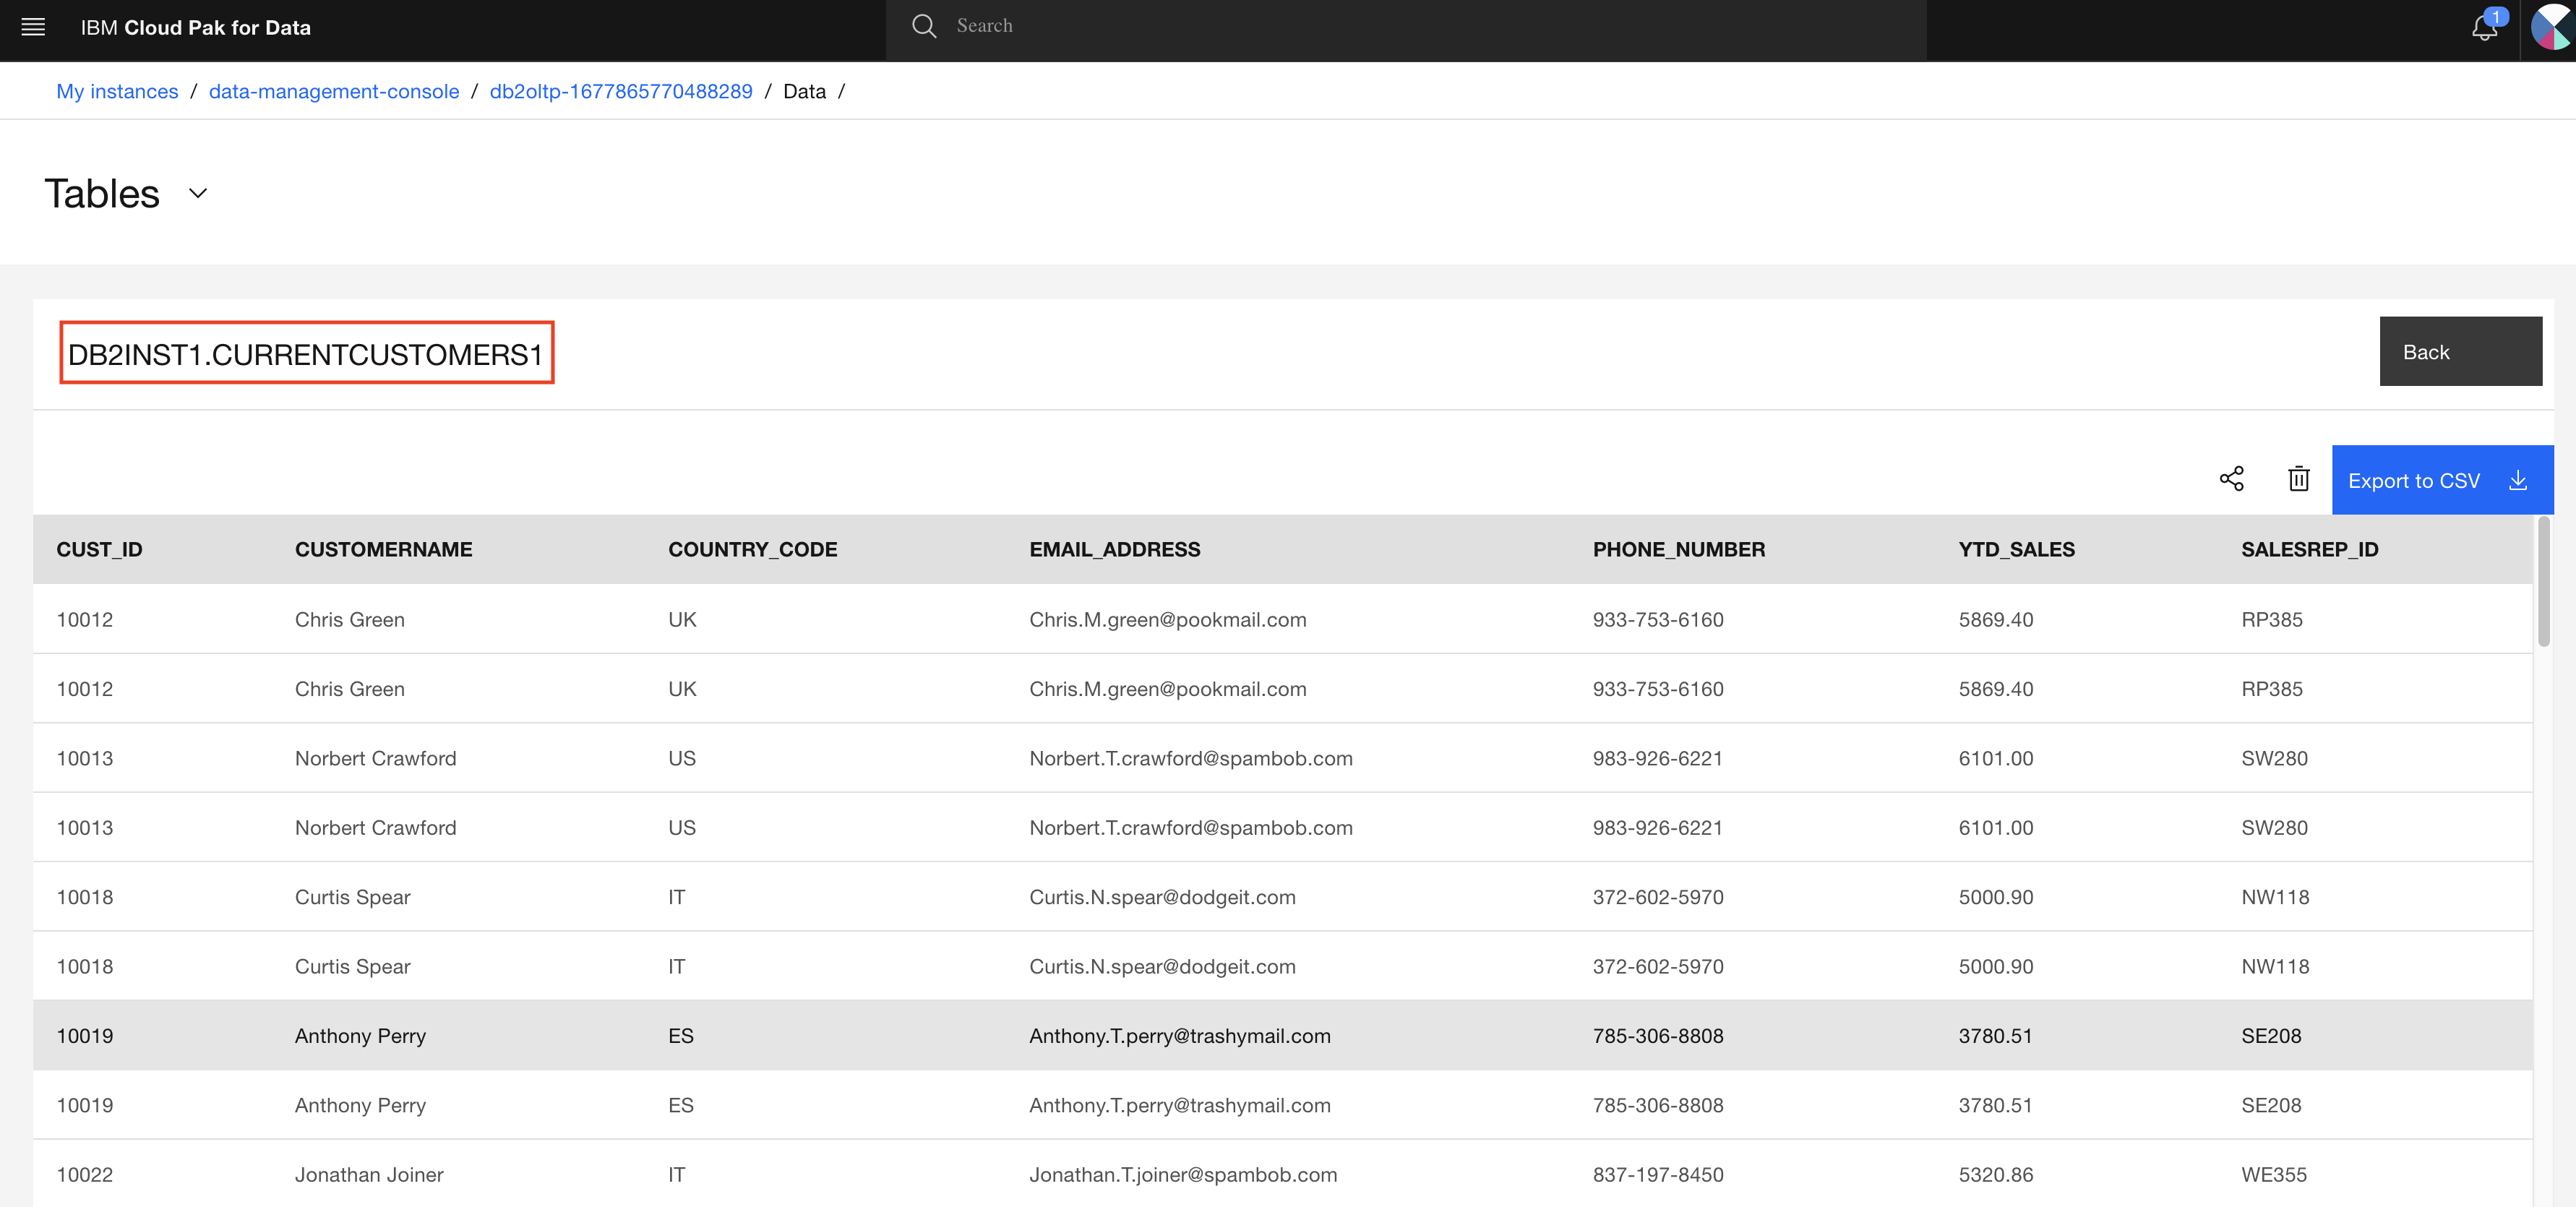 IBM Cloud Pak for Data Search 1
My instances / data-management-console / db2oltp-1677865770488289 / Data /
Tables
DB2INST1.CURRENTCUSTOMERS1 Back
Export to CSV
CUST_ID CUSTOMERNAME COUNTRY_CODE EMAIL_ADDRESS PHONE_NUMBER YTD_SALES SALESREP_ID
10012 Chris Green UK Chris.M.green@pookmail.com 933-753-6160 5869.40 RP385
10012 Chris Green UK Chris.M.green@pookmail.com 933-753-6160 5869.40 RP385
10013 Norbert Crawford US Norbert.T.crawford@spambob.com 983-926-6221 6101.00 SW280
10013 Norbert Crawford US Norbert.T.crawford@spambob.com 983-926-6221 6101.00 SW280
10018 Curtis Spear IT Curtis.N.spear@dodgeit.com 372-602-5970 5000.90 NW118
10018 Curtis Spear IT Curtis.N.spear@dodgeit.com 372-602-5970 5000.90 NW118
10019 Anthony Perry ES Anthony.T.perry@trashymail.com 785-306-8808 3780.51 SE208
10019 Anthony Perry ES Anthony.T.perry@trashymail.com 785-306-8808 3780.51 SE208
10022 Jonathan Joiner IT Jonathan.T.joiner@spambob.com 837-197-8450 5320.86 WE355